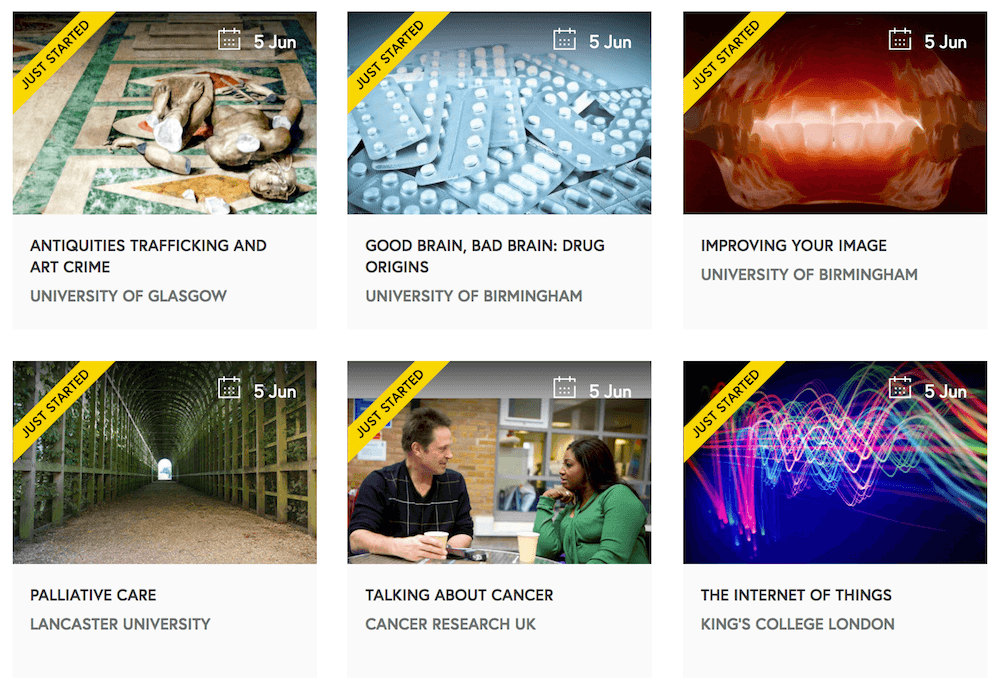 JUST STARTED
5 Jun
JUST STARTED
5 Jun
JUST STARTED
5 Jun
ANTIQUITIES TRAFFICKING AND
ART CRIME
UNIVERSITY OF GLASGOW
GOOD BRAIN, BAD BRAIN: DRUG
ORIGINS
UNIVERSITY OF BIRMINGHAM
IMPROVING YOUR IMAGE
UNIVERSITY OF BIRMINGHAM
JUST STARTED
5 Jun
JUST STARTED
5 Jun
JUST STARTED
5 Jun
PALLIATIVE CARE
LANCASTER UNIVERSITY
TALKING ABOUT CANCER
CANCER RESEARCH UK
THE INTERNET OF THINGS
KING'S COLLEGE LONDON